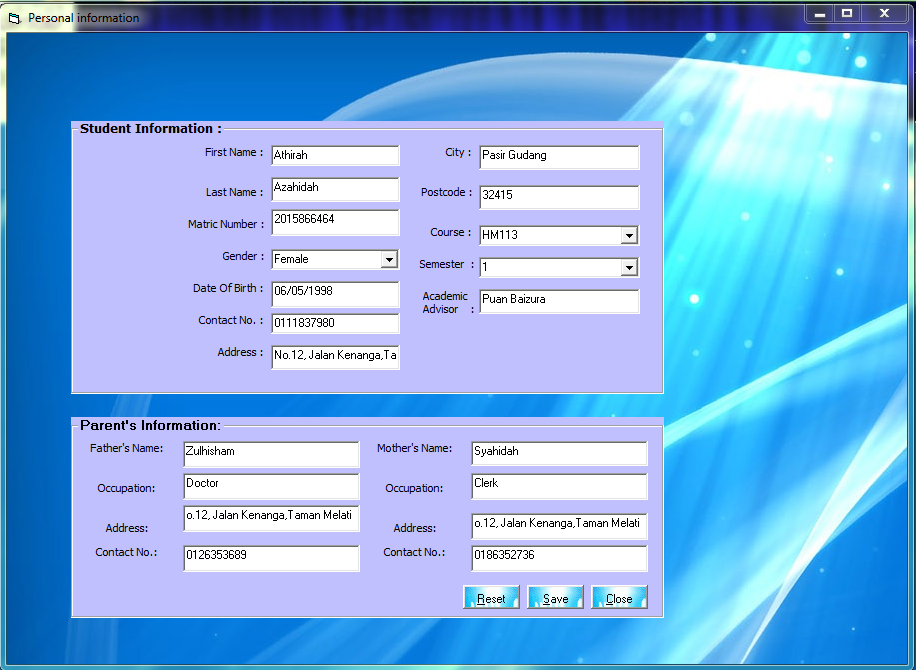 Personal information
Student Information :
First Name : Athirah
Last Name : Azahidah
Matric Number : 2015866464
Gender : Female
Date Of Birth : 06/05/1998
Contact No. : 0111837980
Address : No.12, Jalan Kenanga,Ta
City : Pasir Gudang
Postcode : 32415
Course : HM113
Semester : 1
Academic Advisor : Puan Baizura
Parent's Information:
Father's Name: Zulhisham
Occupation: Doctor
Address: o.12, Jalan Kenanga,Taman Melati
Contact No.: 0126353689
Mother's Name: Syahidah
Occupation: Clerk
Address: o.12, Jalan Kenanga,Taman Melati
Contact No.: 0186352736
Reset Save Close